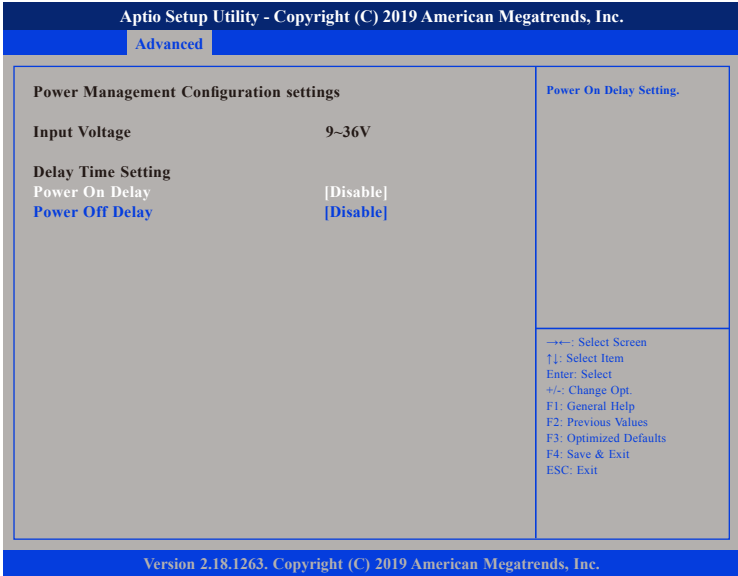 Aptio Setup Utility - Copyright (C) 2019 American Megatrends, Inc.
Advanced
Power Management Configuration settings
Input Voltage 9~36V
Delay Time Setting
Power On Delay [Disable]
Power Off Delay [Disable]
Power On Delay Setting.
→←: Select Screen
↑↓: Select Item
Enter: Select
+/-: Change Opt.
F1: General Help
F2: Previous Values
F3: Optimized Defaults
F4: Save & Exit
ESC: Exit
Version 2.18.1263. Copyright (C) 2019 American Megatrends, Inc.